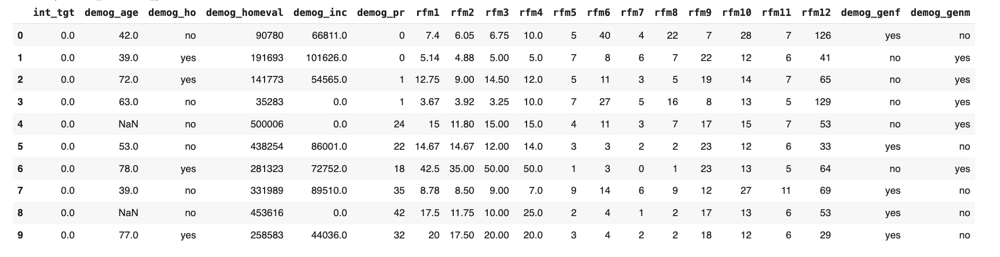 int_tgt demog_age demog_ho demog_homeval demog_inc demog_pr rfm1 rfm2 rfm3 rfm4 rfm5 rfm6 rfm7 rfm8 rfm9 rfm10 rfm11 rfm12 demog_genf demog_genm
0 0.0 42.0 no 90780 66811.0 0 7.4 6.05 6.75 10.0 5 40 4 22 7 28 7 126 yes no
1 0.0 39.0 yes 191693 101626.0 0 5.14 4.88 5.00 5.0 7 8 6 7 22 12 6 41 no yes
2 0.0 72.0 yes 141773 54565.0 1 12.75 9.00 14.50 12.0 5 11 3 5 19 14 7 65 no yes
3 0.0 63.0 no 35283 0.0 1 3.67 3.92 3.25 10.0 7 27 5 16 8 13 5 129 no yes
4 0.0 NaN no 500006 0.0 24 15 11.80 15.00 15.0 4 11 3 7 17 15 7 53 no yes
5 0.0 53.0 no 438254 86001.0 22 14.67 14.67 12.00 14.0 3 3 2 2 23 12 6 33 yes no
6 0.0 78.0 yes 281323 72752.0 18 42.5 35.00 50.00 50.0 1 3 0 1 23 13 5 64 no yes
7 0.0 39.0 no 331989 89510.0 35 8.78 8.50 9.00 7.0 9 14 6 9 12 27 11 69 yes no
8 0.0 NaN no 453616 0.0 42 17.5 11.75 10.00 25.0 2 4 1 2 17 13 6 53 yes no
9 0.0 77.0 yes 258583 44036.0 32 20 17.50 20.00 20.0 3 4 2 2 18 12 6 29 yes no